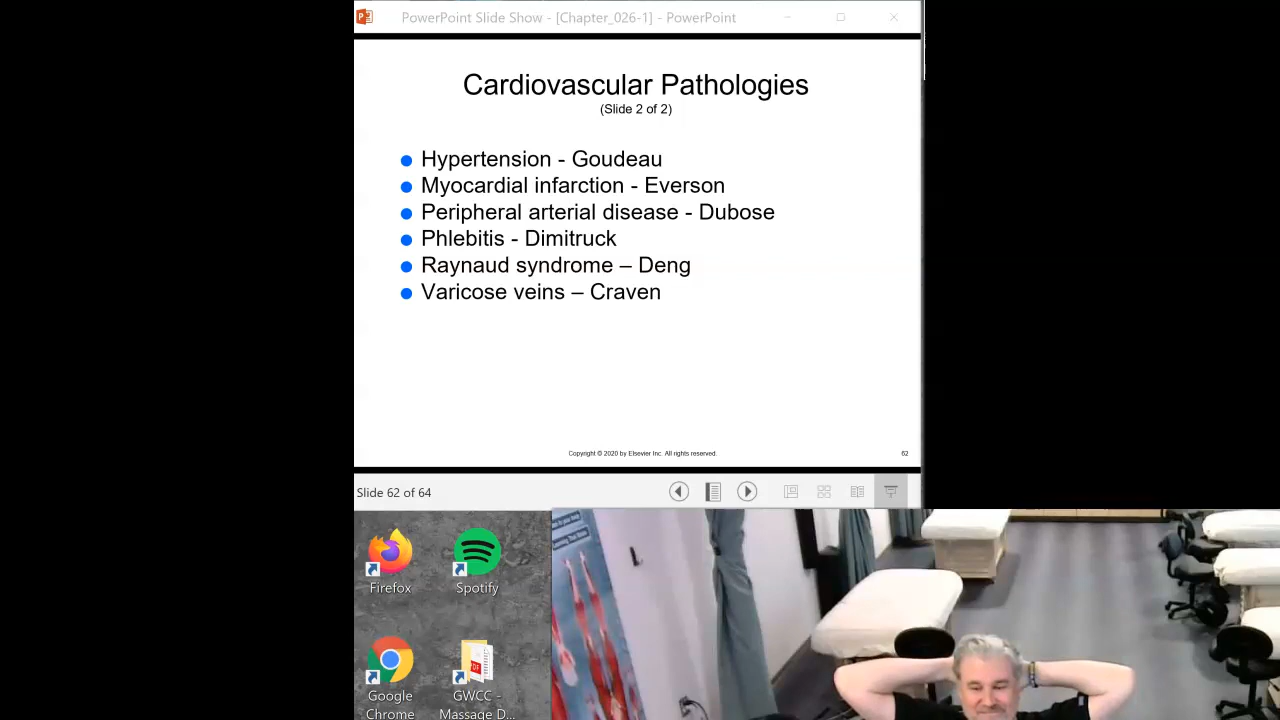 PowerPoint Slide Show - [Chapter_026-1] - PowerPoint
Cardiovascular Pathologies
(Slide 2 of 2)
Hypertension - Goudeau
Myocardial infarction - Everson
Peripheral arterial disease - Dubose
Phlebitis - Dimitruck
Raynaud syndrome – Deng
Varicose veins – Craven
Copyright © 2020 by Elsevier Inc. All rights reserved.
62
Slide 62 of 64
Firefox
Spotify
Google
Chrome
GWCC -
Massage D...